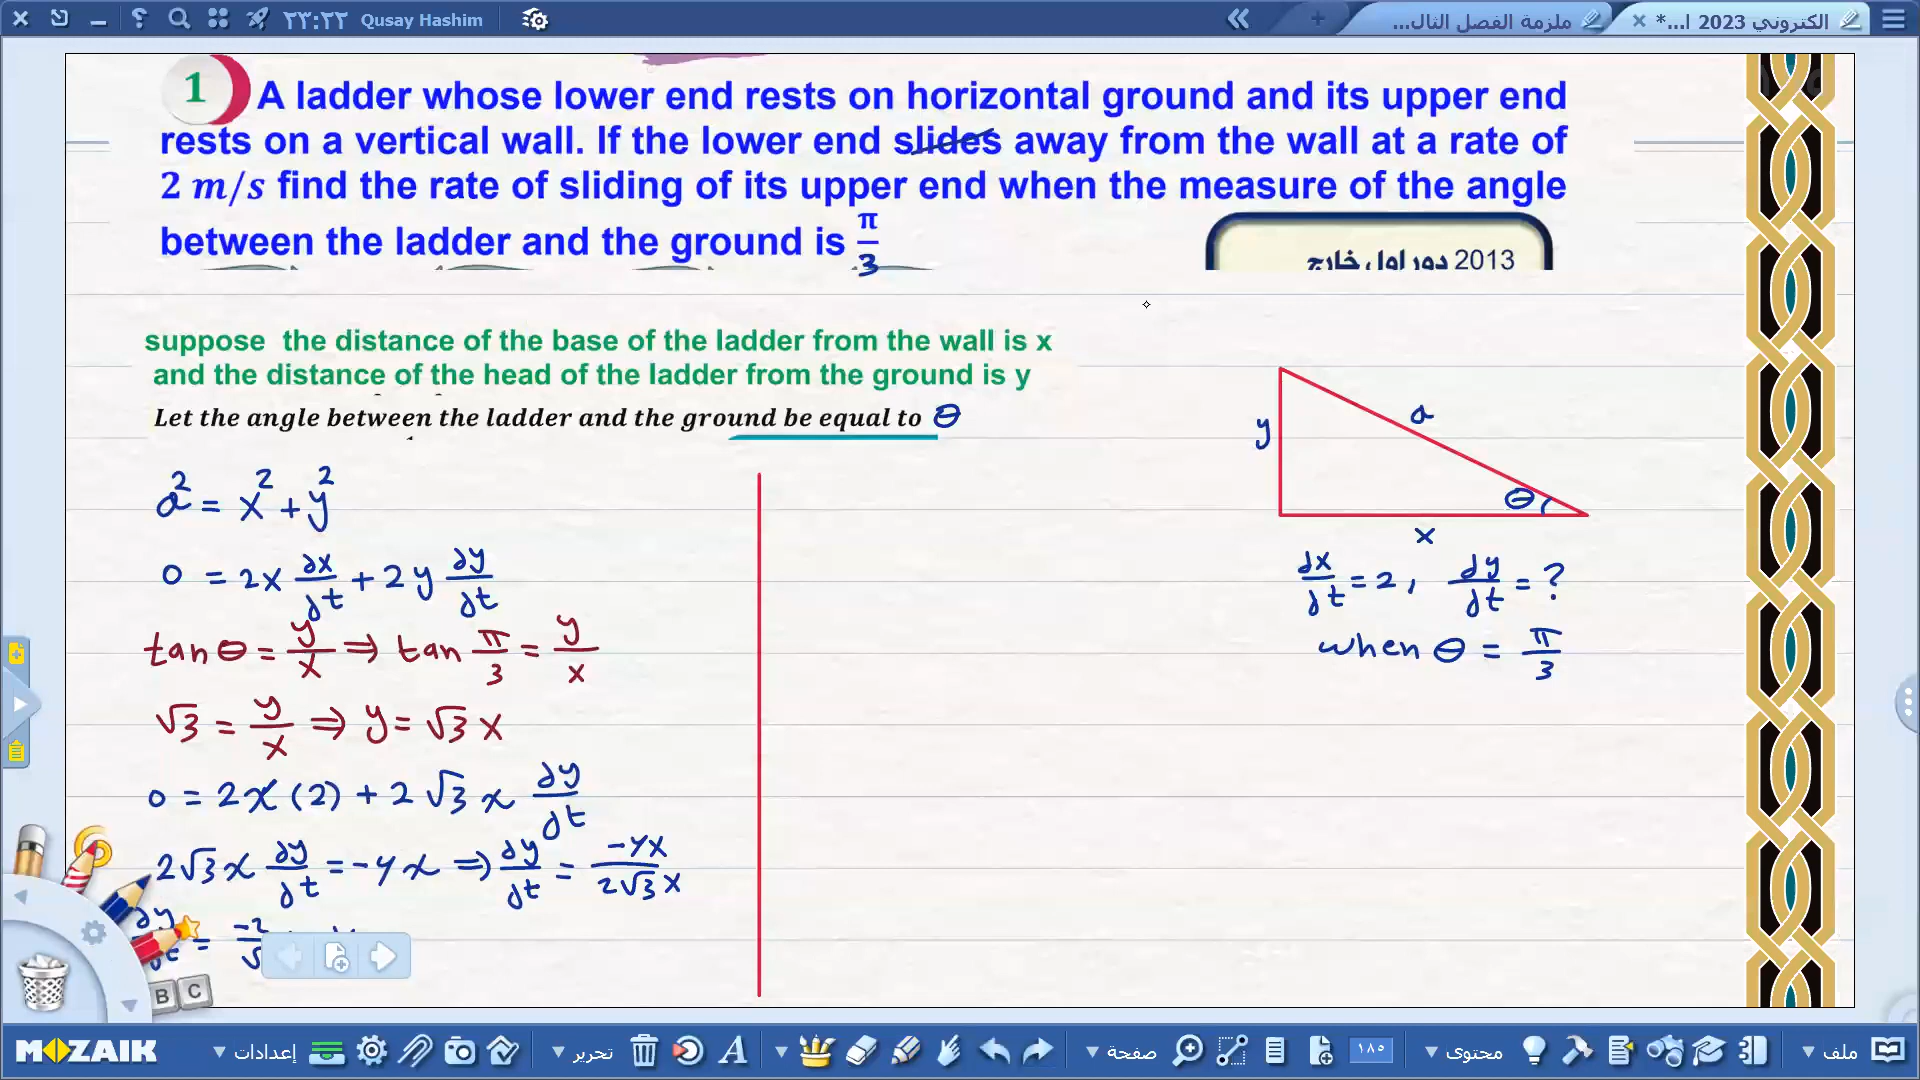 ٢٣:٢٢ Qusay Hashim
ملزمة الفصل الثال...
الكتروني 2023 ا...*
1 A ladder whose lower end rests on horizontal ground and its upper end
rests on a vertical wall. If the lower end slides away from the wall at a rate of
2 m/s find the rate of sliding of its upper end when the measure of the angle
between the ladder and the ground is π/3
2013 دور اول خارج
suppose the distance of the base of the ladder from the wall is x
and the distance of the head of the ladder from the ground is y
Let the angle between the ladder and the ground be equal to θ
a² = x² + y²
0 = 2x dx/dt + 2y dy/dt
tan θ = y/x ⇒ tan π/3 = y/x
√3 = y/x ⇒ y = √3 x
0 = 2x (2) + 2 √3 x dy/dt
2√3 x dy/dt = -4x ⇒ dy/dt = -4x / 2√3 x
y
a
θ
x
dx/dt = 2, dy/dt = ?
when θ = π/3
B C
MOZAIK
إعدادات
تحرير
صفحة
١٨٥
محتوى
ملف